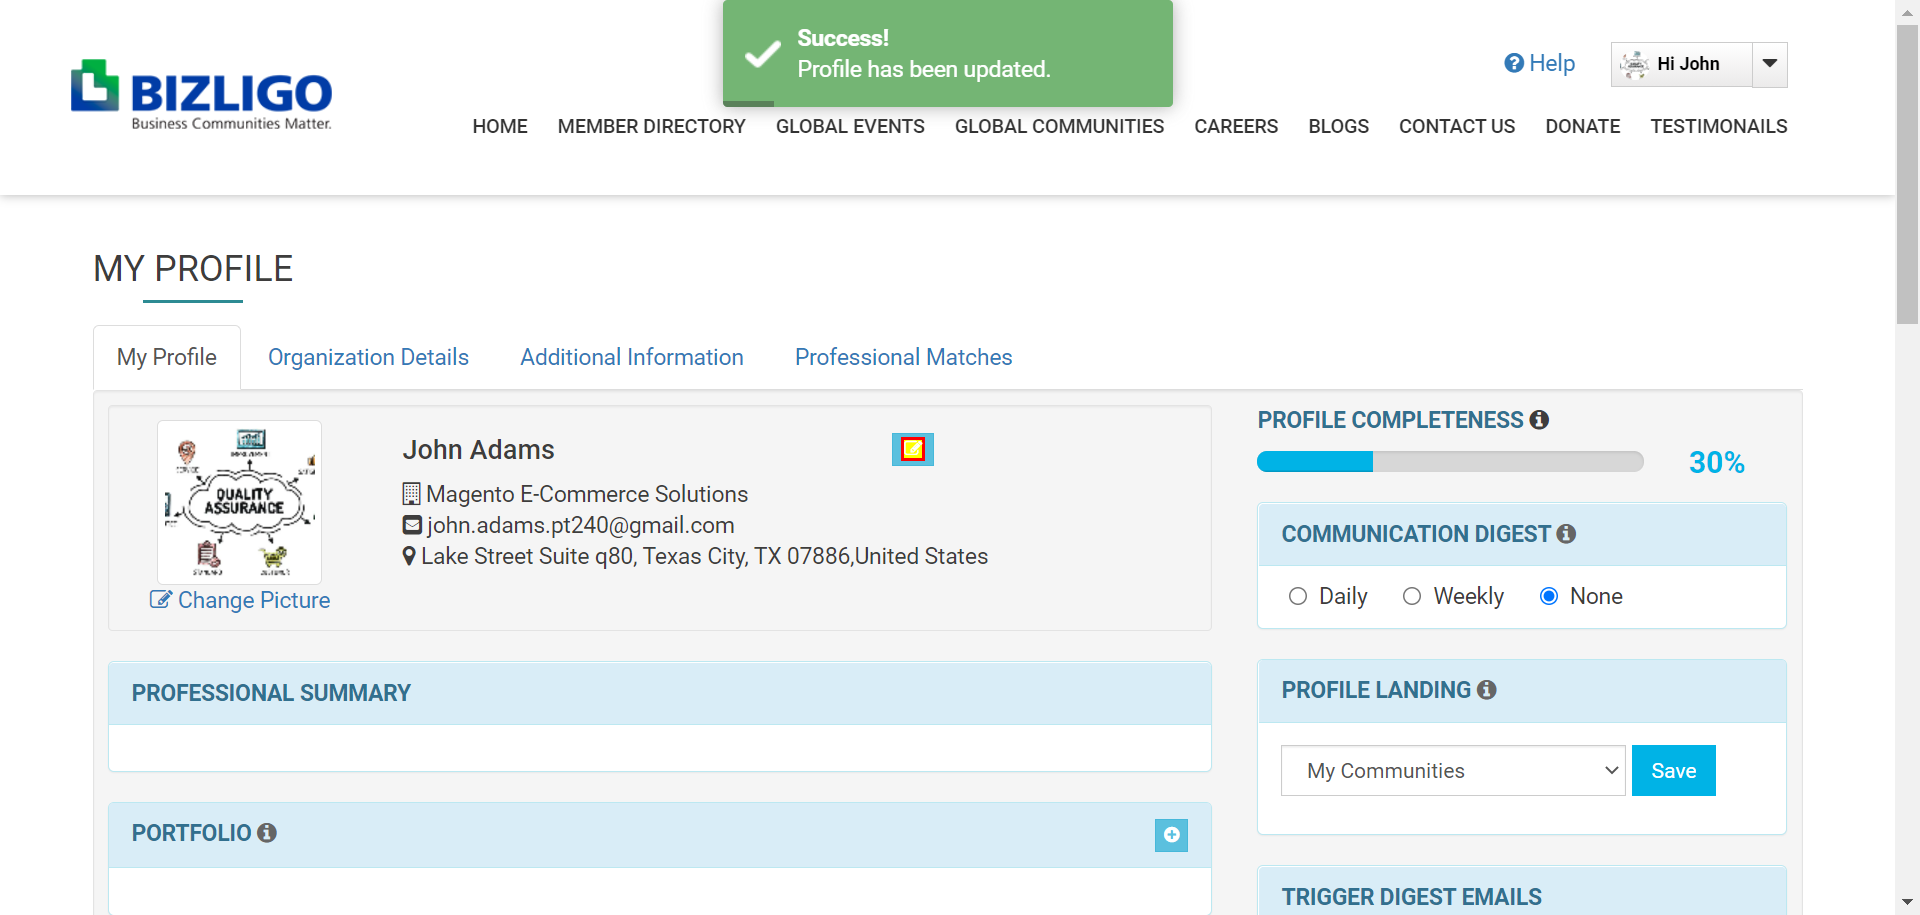 Success!
Profile has been updated.
BIZLIGO
Business Communities Matter.
Help
Hi John
HOME MEMBER DIRECTORY GLOBAL EVENTS GLOBAL COMMUNITIES CAREERS BLOGS CONTACT US DONATE TESTIMONAILS
MY PROFILE
My Profile Organization Details Additional Information Professional Matches
QUALITY
ASSURANCE
Change Picture
John Adams
Magento E-Commerce Solutions
john.adams.pt240@gmail.com
Lake Street Suite q80, Texas City, TX 07886,United States
PROFESSIONAL SUMMARY
PORTFOLIO
PROFILE COMPLETENESS
30%
COMMUNICATION DIGEST
Daily Weekly None
PROFILE LANDING
My Communities Save
TRIGGER DIGEST EMAILS